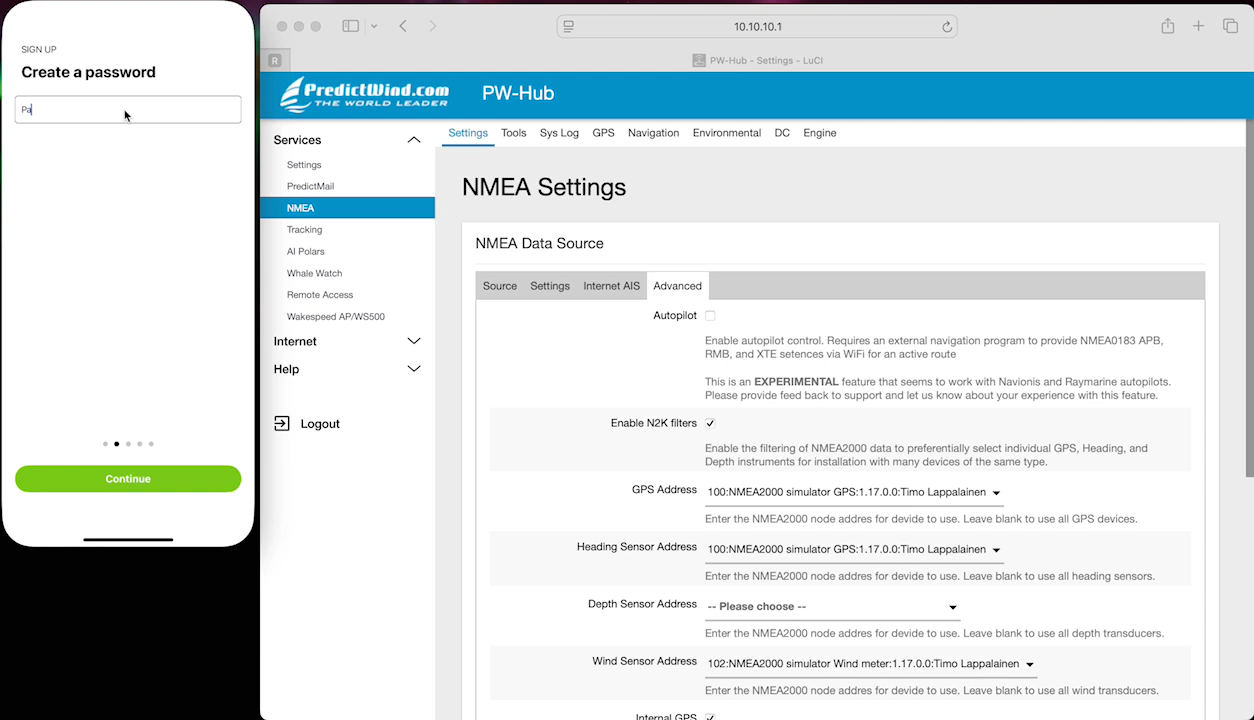 SIGN UP
Create a password
Pa
Continue
10.10.10.1
R
PW-Hub - Settings - LuCI
PredictWind.com
THE WORLD LEADER
PW-Hub
Services
Settings
PredictMail
NMEA
Tracking
AI Polars
Whale Watch
Remote Access
Wakespeed AP/WS500
Internet
Help
Logout
Settings Tools Sys Log GPS Navigation Environmental DC Engine
NMEA Settings
NMEA Data Source
Source Settings Internet AIS Advanced
Autopilot
Enable autopilot control. Requires an external navigation program to provide NMEA0183 APB,
RMB, and XTE setences via WiFi for an active route
This is an EXPERIMENTAL feature that seems to work with Navionis and Raymarine autopilots.
Please provide feed back to support and let us know about your experience with this feature.
Enable N2K filters
Enable the filtering of NMEA2000 data to preferentially select individual GPS, Heading, and
Depth instruments for installation with many devices of the same type.
GPS Address 100:NMEA2000 simulator GPS:1.17.0.0:Timo Lappalainen
Enter the NMEA2000 node addres for devide to use. Leave blank to use all GPS devices.
Heading Sensor Address 100:NMEA2000 simulator GPS:1.17.0.0:Timo Lappalainen
Enter the NMEA2000 node addres for devide to use. Leave blank to use all heading sensors.
Depth Sensor Address -- Please choose --
Enter the NMEA2000 node addres for devide to use. Leave blank to use all depth transducers.
Wind Sensor Address 102:NMEA2000 simulator Wind meter:1.17.0.0:Timo Lappalainen
Enter the NMEA2000 node addres for devide to use. Leave blank to use all wind transducers.
Internal GPS